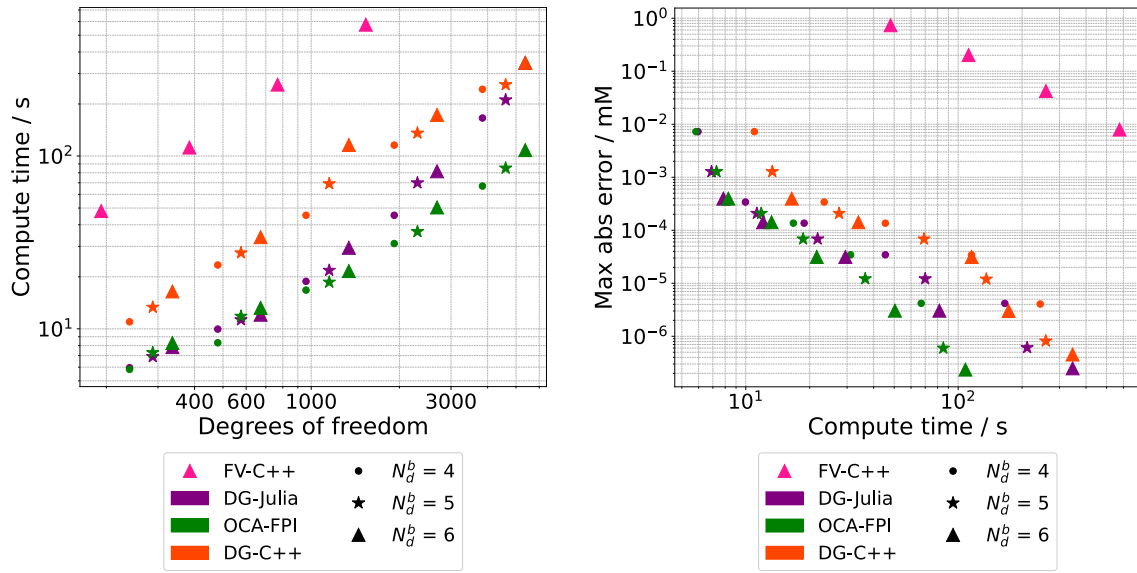 Compute time / s
10²
10¹
400
600
1000
3000
Degrees of freedom
FV-C++
DG-Julia
OCA-FPI
DG-C++
N_d^b = 4
N_d^b = 5
N_d^b = 6
Max abs error / mM
10⁰
10⁻¹
10⁻²
10⁻³
10⁻⁴
10⁻⁵
10⁻⁶
10¹
10²
Compute time / s
FV-C++
DG-Julia
OCA-FPI
DG-C++
N_d^b = 4
N_d^b = 5
N_d^b = 6